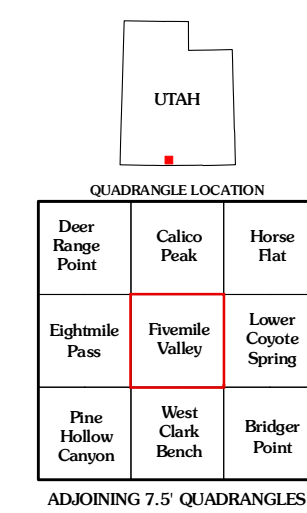 UTAH
QUADRANGLE LOCATION
Deer
Range
Point
Calico
Peak
Horse
Flat
Eightmile
Pass
Fivemile
Valley
Lower
Coyote
Spring
Pine
Hollow
Canyon
West
Clark
Bench
Bridger
Point
ADJOINING 7.5' QUADRANGLES